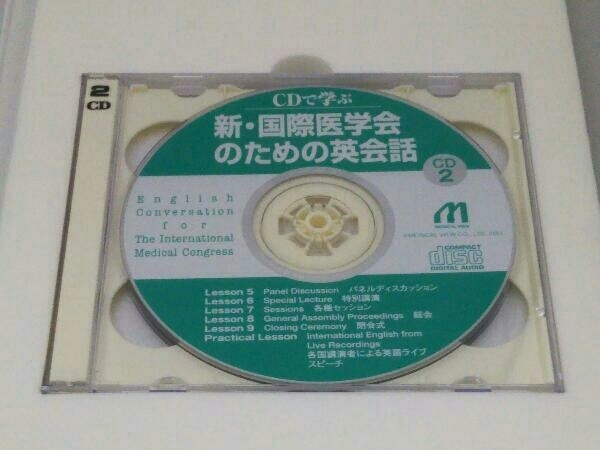 2
CD
CDで学ぶ
新・国際医学会
のための英会話
CD
2
English
Conversation
for
The International
Medical Congress
m
MEDICAL VIEW
COMPACT
disc
DIGITAL AUDIO
Lesson 5 Panel Discussion パネルディスカッション
Lesson 6 Special Lecture 特別講演
Lesson 7 Sessions 各種セッション
Lesson 8 General Assembly Proceedings 総会
Lesson 9 Closing Ceremony 閉会式
Practical Lesson International English from
Live Recordings
各国講演者による英語ライブ
スピーチ